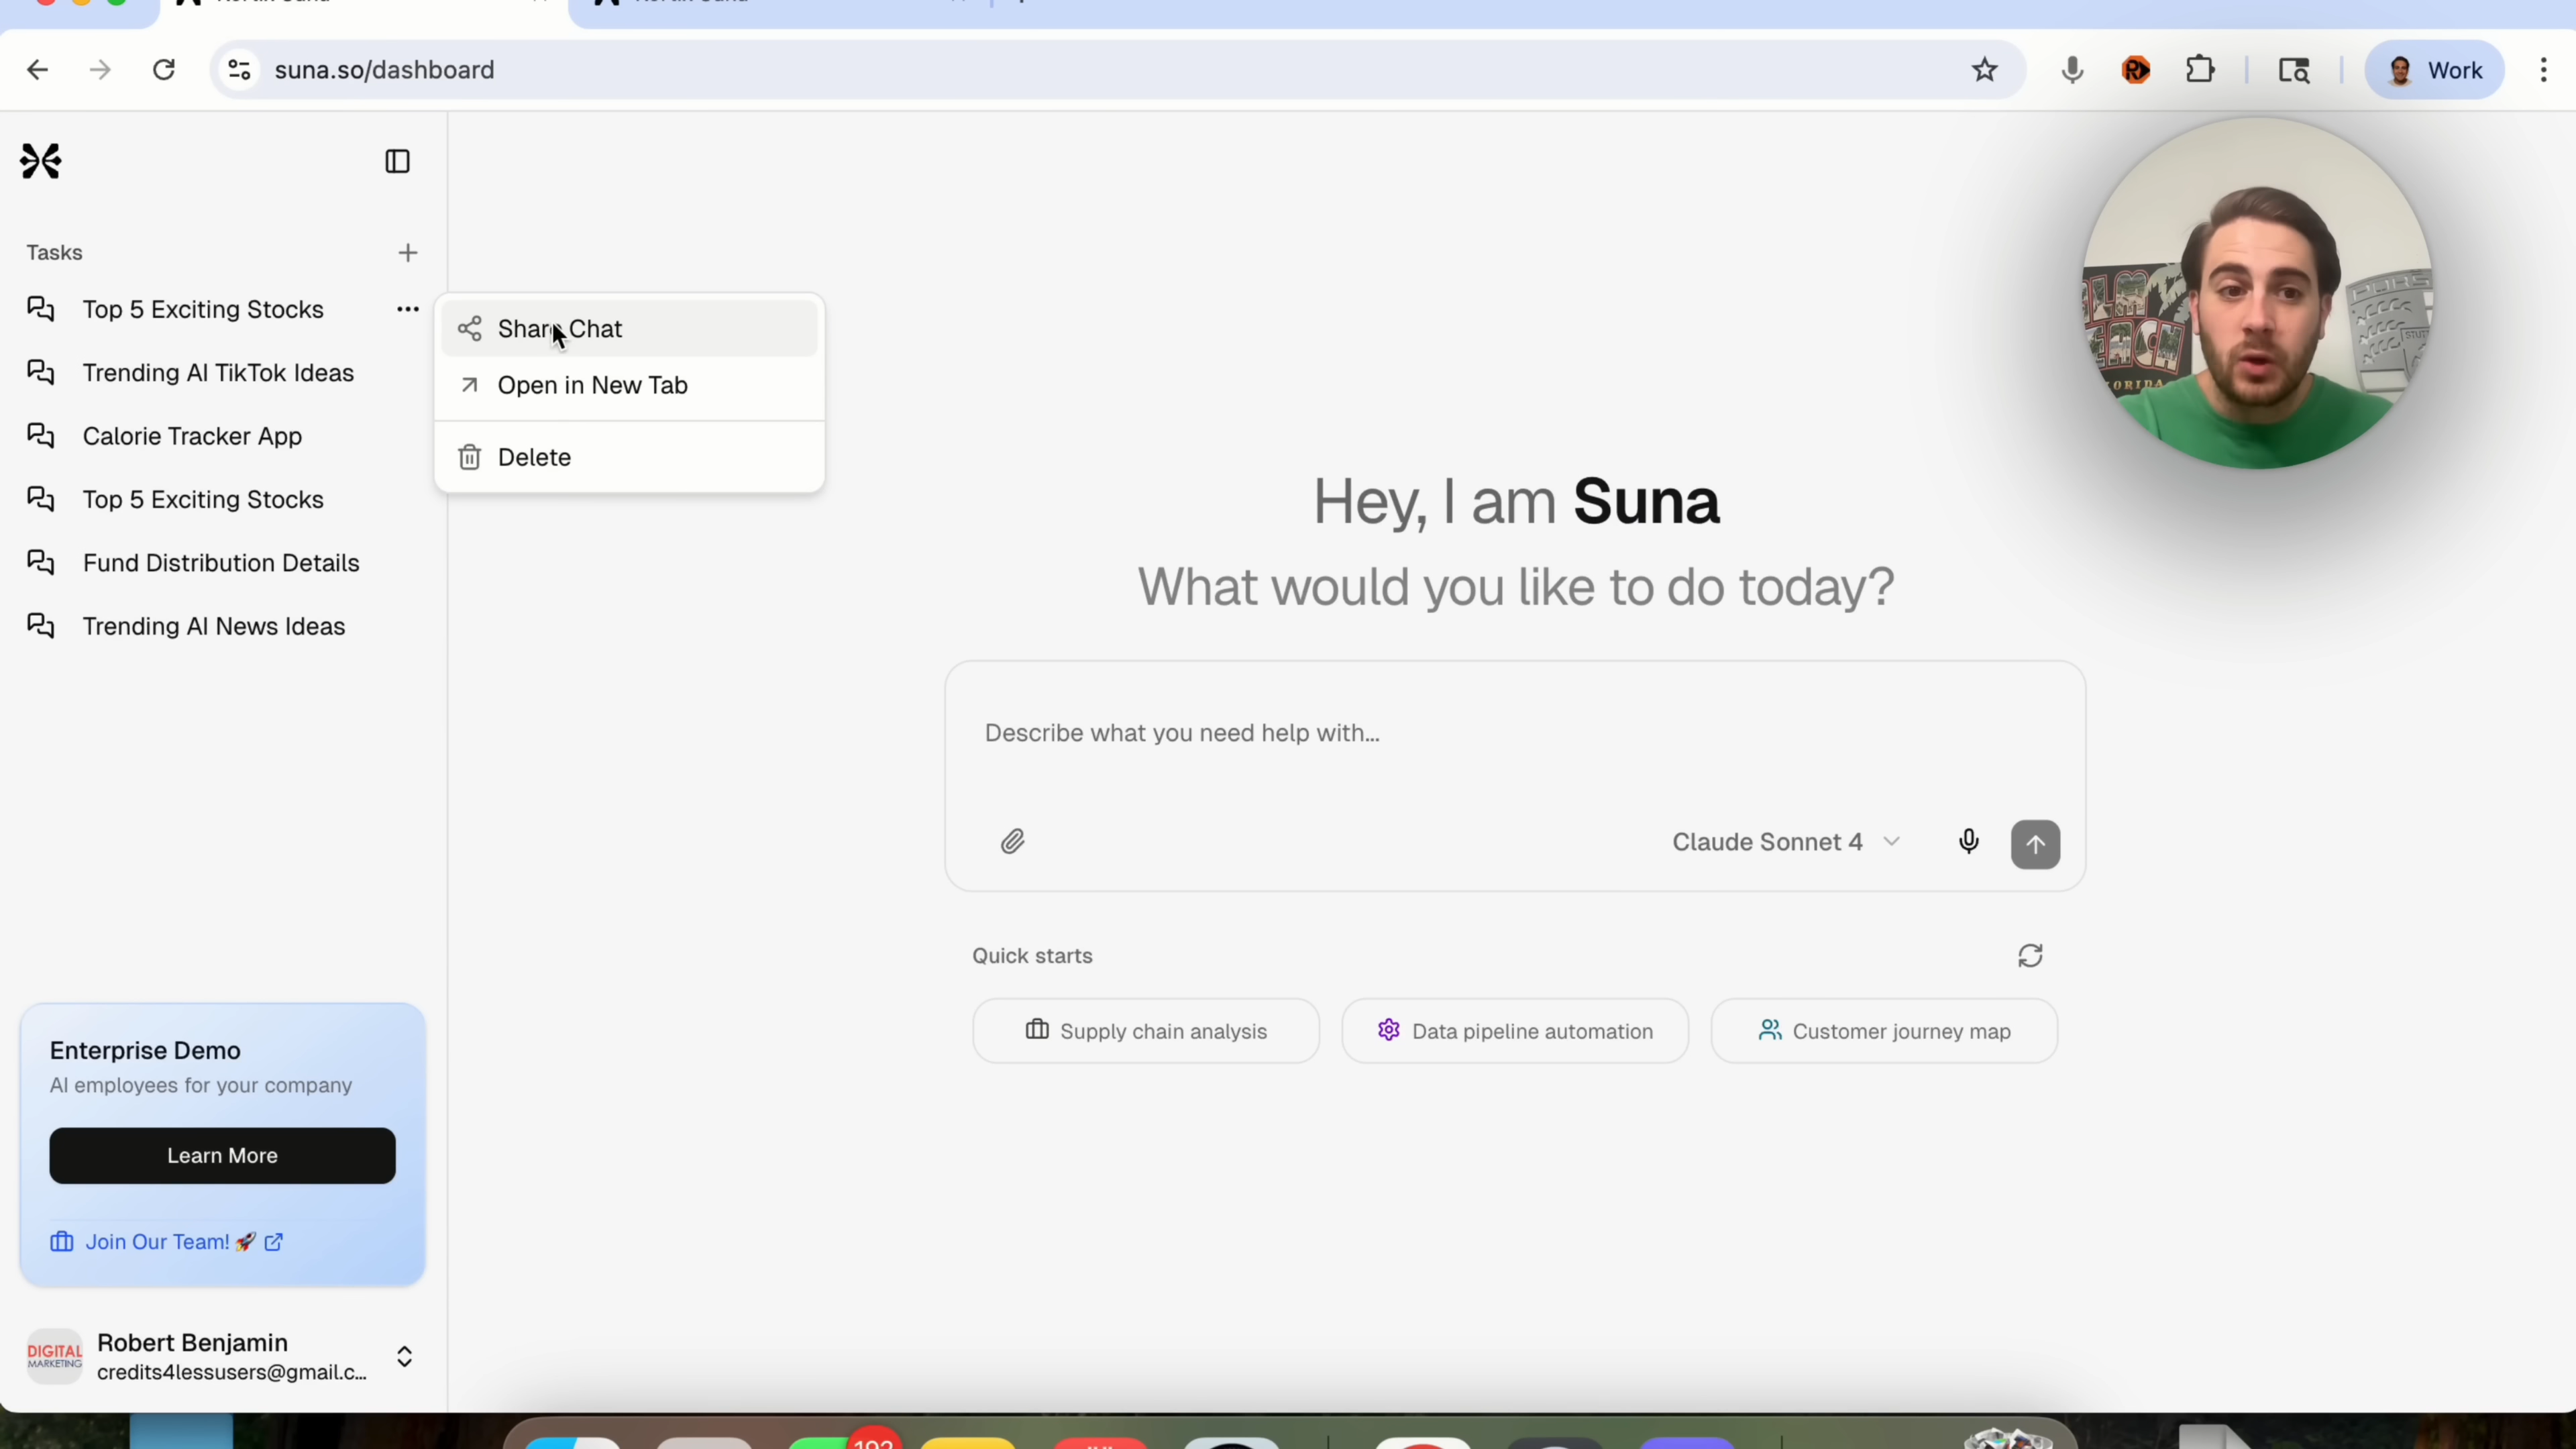 suna.so/dashboard
Work
Tasks
Top 5 Exciting Stocks
Trending AI TikTok Ideas
Calorie Tracker App
Top 5 Exciting Stocks
Fund Distribution Details
Trending AI News Ideas
Share Chat
Open in New Tab
Delete
Hey, I am Suna
What would you like to do today?
Describe what you need help with...
Claude Sonnet 4
Quick starts
Supply chain analysis
Data pipeline automation
Customer journey map
Enterprise Demo
AI employees for your company
Learn More
Join Our Team! 🚀
DIGITAL
MARKETING
Robert Benjamin
credits4lessusers@gmail.c...